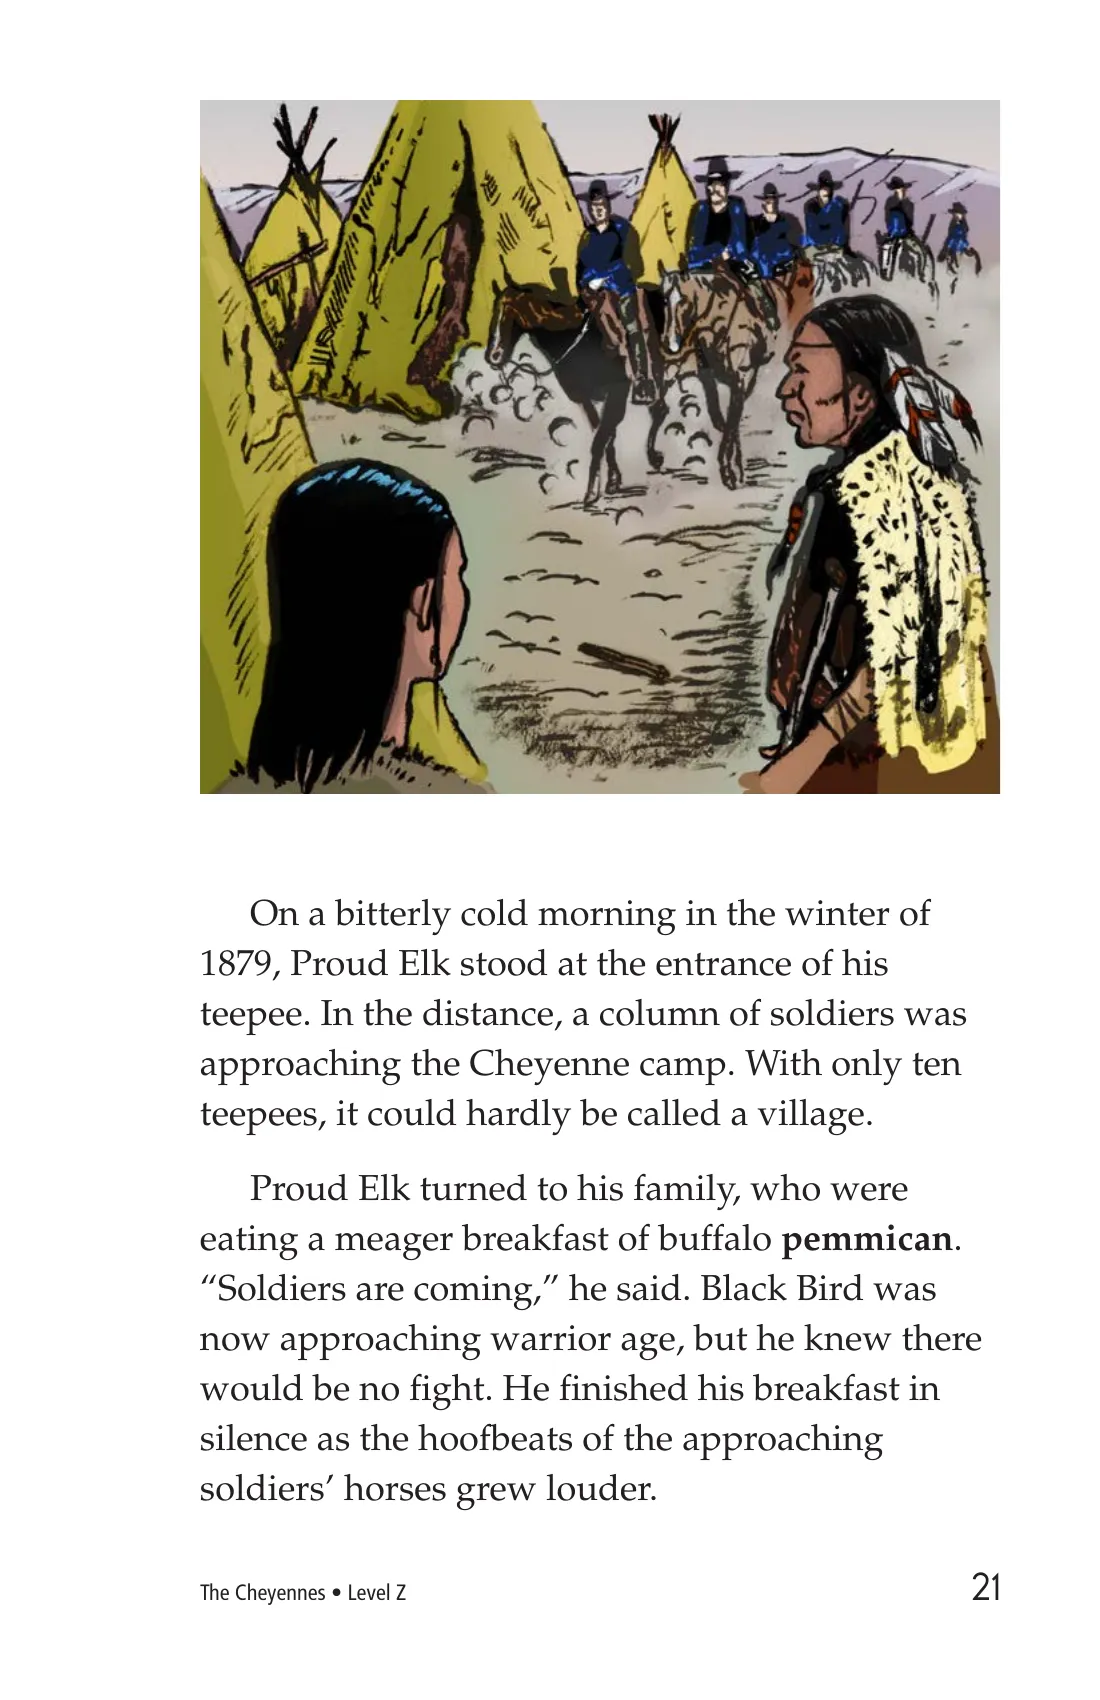 On a bitterly cold morning in the winter of
1879, Proud Elk stood at the entrance of his
teepee. In the distance, a column of soldiers was
approaching the Cheyenne camp. With only ten
teepees, it could hardly be called a village.
Proud Elk turned to his family, who were
eating a meager breakfast of buffalo pemmican.
“Soldiers are coming,” he said. Black Bird was
now approaching warrior age, but he knew there
would be no fight. He finished his breakfast in
silence as the hoofbeats of the approaching
soldiers’ horses grew louder.
The Cheyennes • Level Z 21